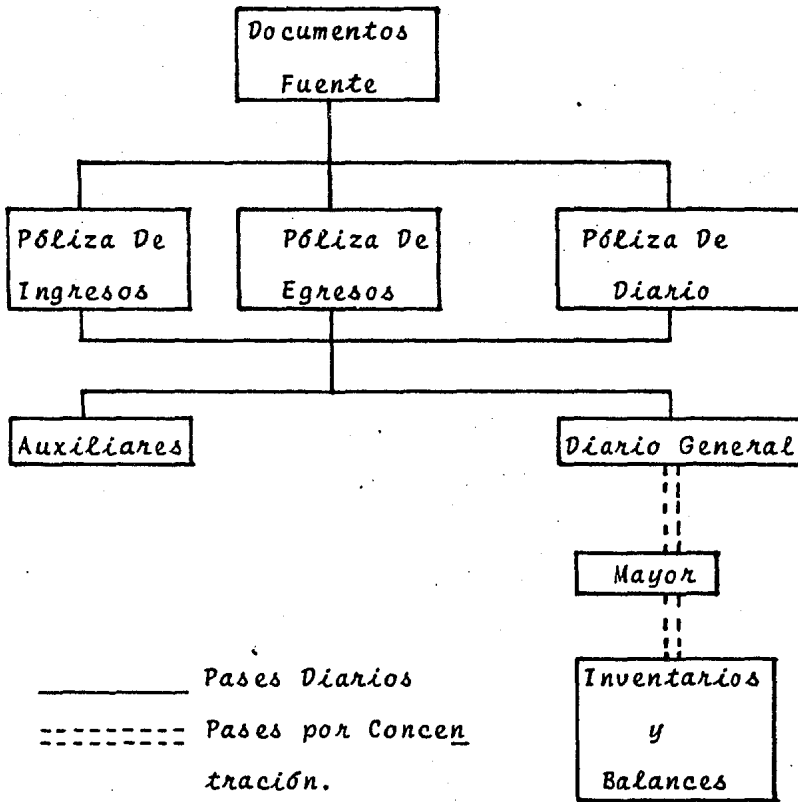 Documentos
Fuente
Póliza De
Ingresos
Póliza De
Egresos
Póliza De
Diario
Auxiliares
Diario General
Mayor
Inventarios
y
Balances
Pases Diarios
Pases por Concen
tración.